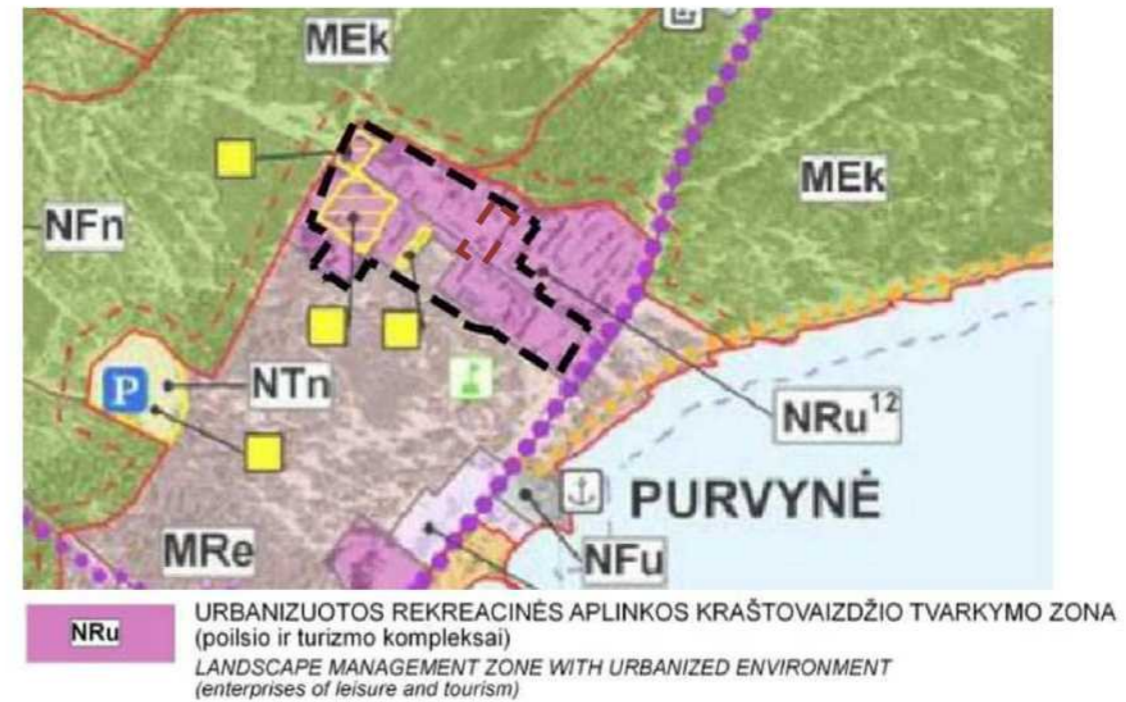 MEk
MEk
NFn
P
NTn
NRu¹²
PURVYNĖ
MRe
NFu
NRu
URBANIZUOTOS REKREACINĖS APLINKOS KRAŠTOVAIZDŽIO TVARKYMO ZONA
(poilsio ir turizmo kompleksai)
LANDSCAPE MANAGEMENT ZONE WITH URBANIZED ENVIRONMENT
(enterprises of leisure and tourism)